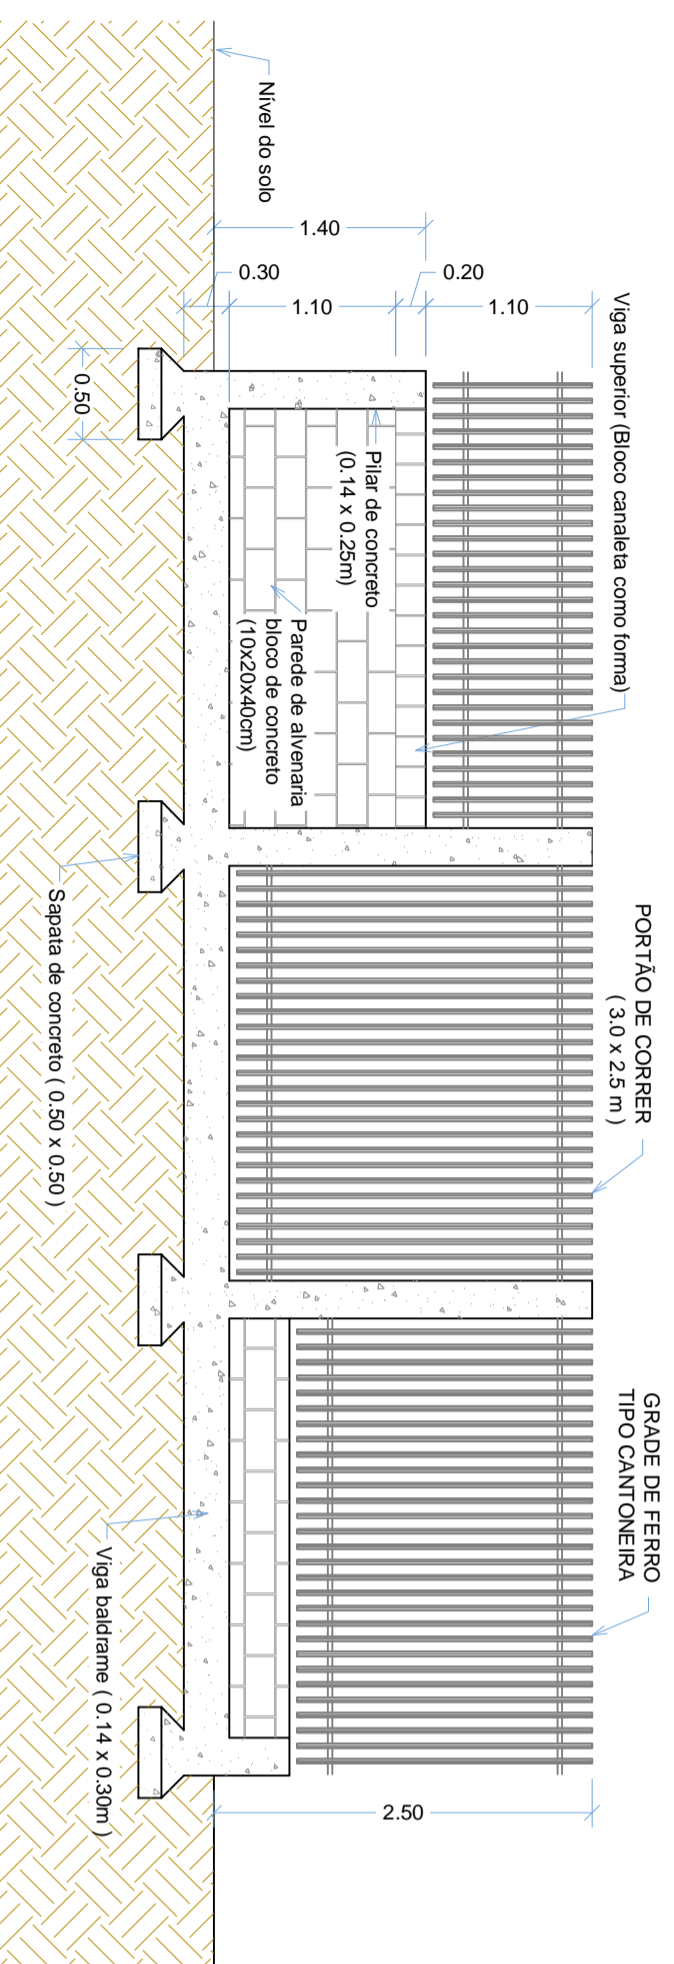 Nível do solo
1.40
0.30
0.20
1.10
1.10
0.50
Viga superior (Bloco canaleta como forma)
Pilar de concreto
(0.14 x 0.25m)
Parede de alvenaria
bloco de concreto
(10x20x40cm)
Sapata de concreto ( 0.50 x 0.50 )
PORTÃO DE CORRER
( 3.0 x 2.5 m )
GRADE DE FERRO
TIPO CANTONEIRA
Viga baldrame ( 0.14 x 0.30m )
2.50